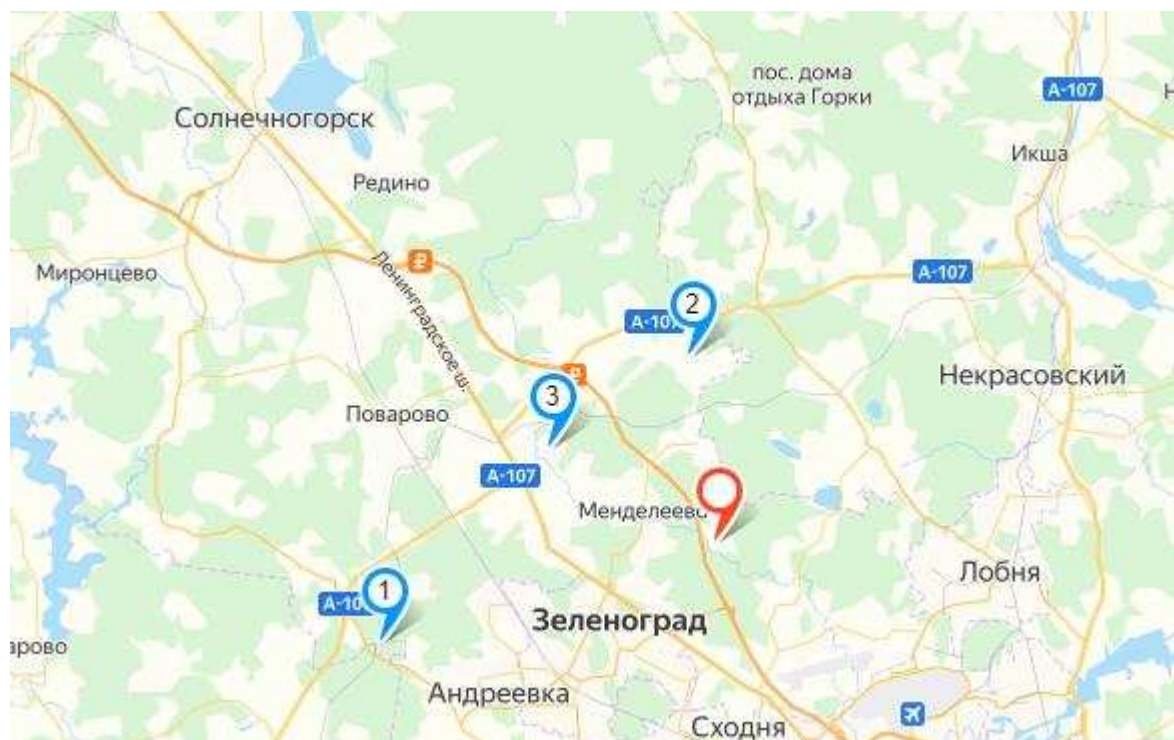 пос. дома
отдыха Горки
А-107
Солнечногорск
Икша
Редино
Миронцево
А-107
Ленинградское ш.
2
А-107
Некрасовский
3
Поварово
А-107
Менделеево
Лобня
1
А-10
Зеленоград
арово
Андреевка
Сходня